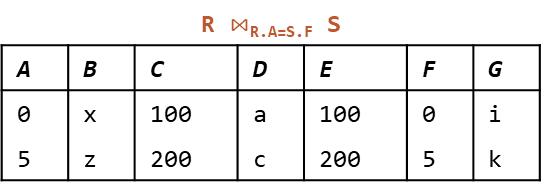 R ⋈R.A=S.F S
A B C D E F G
0 x 100 a 100 0 i
5 z 200 c 200 5 k